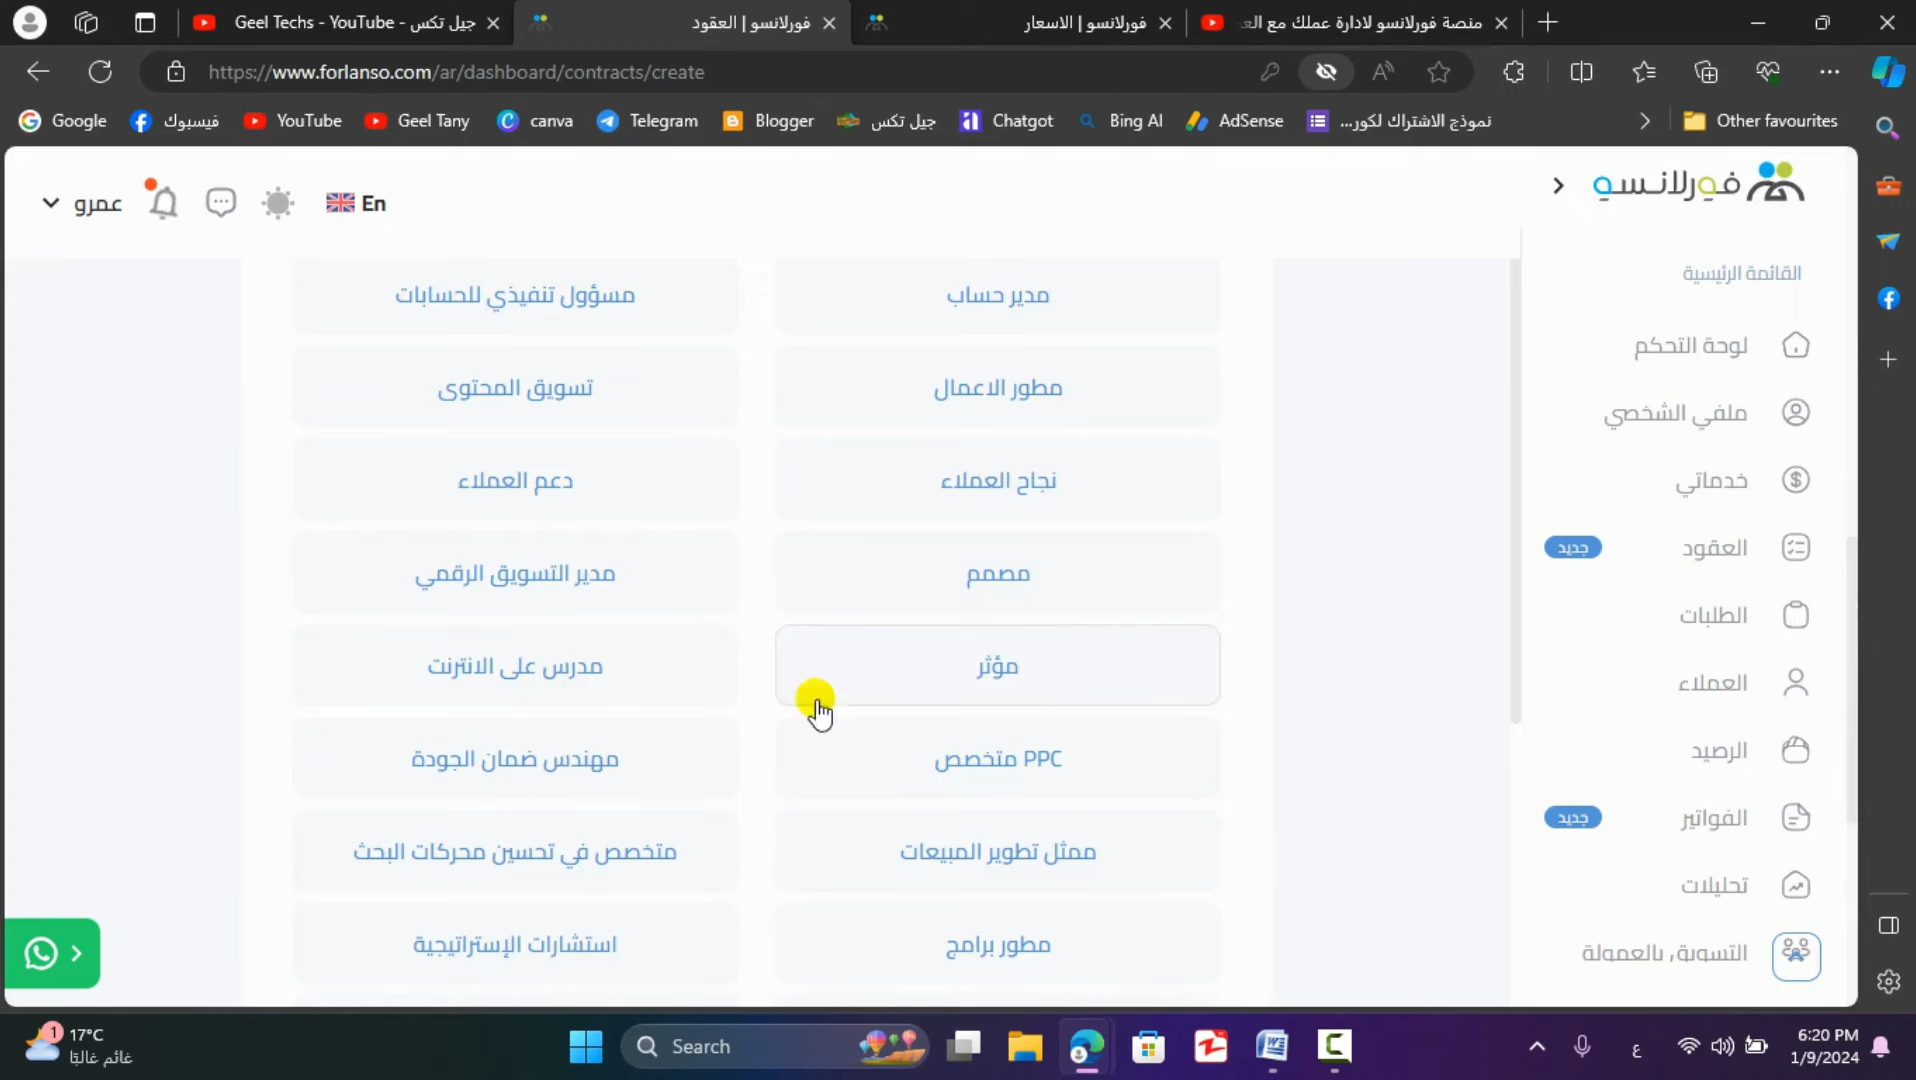 Geel Techs - YouTube - جيل تكس
فورلانسو | العقود
فورلانسو | الاسعار
منصة فورلانسو لادارة عملك مع الع
https://www.forlanso.com/ar/dashboard/contracts/create
Google
فيسبوك
YouTube
Geel Tany
canva
Telegram
Blogger
جيل تكس
Chatgot
Bing AI
AdSense
نموذج الاشتراك لكور...
Other favourites
فورلانسو
عمرو
En
القائمة الرئيسية
لوحة التحكم
ملفي الشخصي
خدماتي
العقود
جديد
الطلبات
العملاء
الرصيد
الفواتير
جديد
تحليلات
التسويق بالعمولة
مدير حساب
مسؤول تنفيذي للحسابات
مطور الاعمال
تسويق المحتوى
نجاح العملاء
دعم العملاء
مصمم
مدير التسويق الرقمي
مؤثر
مدرس على الانترنت
PPC متخصص
مهندس ضمان الجودة
ممثل تطوير المبيعات
متخصص في تحسين محركات البحث
مطور برامج
استشارات الإستراتيجية
1
17°C
غائم غالبًا
Search
ع
6:20 PM
1/9/2024